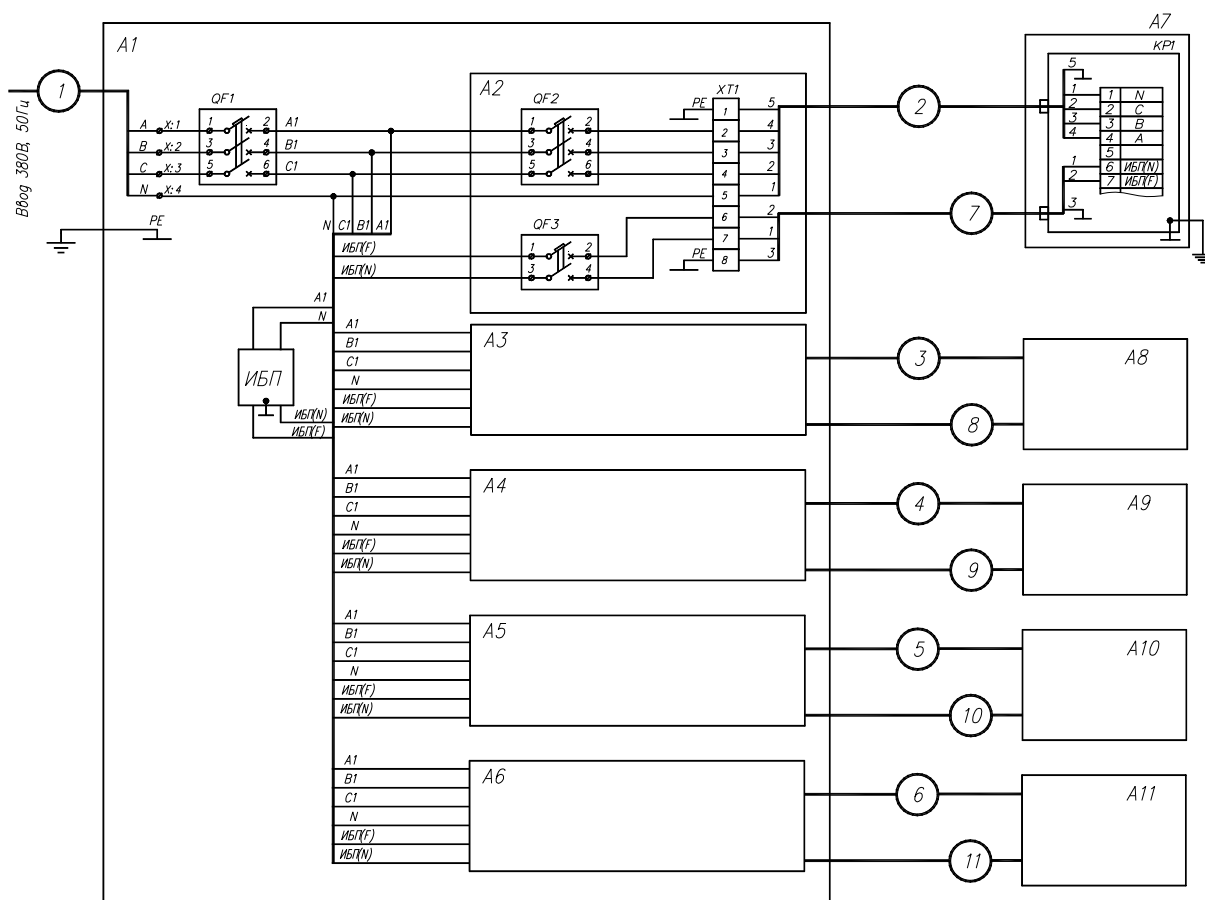 A1
1
Ввод 380В, 50Гц
A X:1
B X:2
C X:3
N X:4
PE
QF1
1 2
3 4
5 6
A1
B1
C1
N C1 B1 A1
A2
QF2
1 2
3 4
5 6
QF3
1 2
3 4
XT1
PE 1 5
2 4
3 3
4 2
5 1
6 2
7 1
PE 8 3
2
7
A7
KP1
5
1 1 N
2 2 C
3 3 B
4 4 A
5
1 6 ИБП(N)
2 7 ИБП(F)
3
ИБП(F)
ИБП(N)
A1
N
ИБП
ИБП(N)
ИБП(F)
A1
B1
C1
N
ИБП(F)
ИБП(N)
A3
3
8
A8
A1
B1
C1
N
ИБП(F)
ИБП(N)
A4
4
9
A9
A1
B1
C1
N
ИБП(F)
ИБП(N)
A5
5
10
A10
A1
B1
C1
N
ИБП(F)
ИБП(N)
A6
6
11
A11